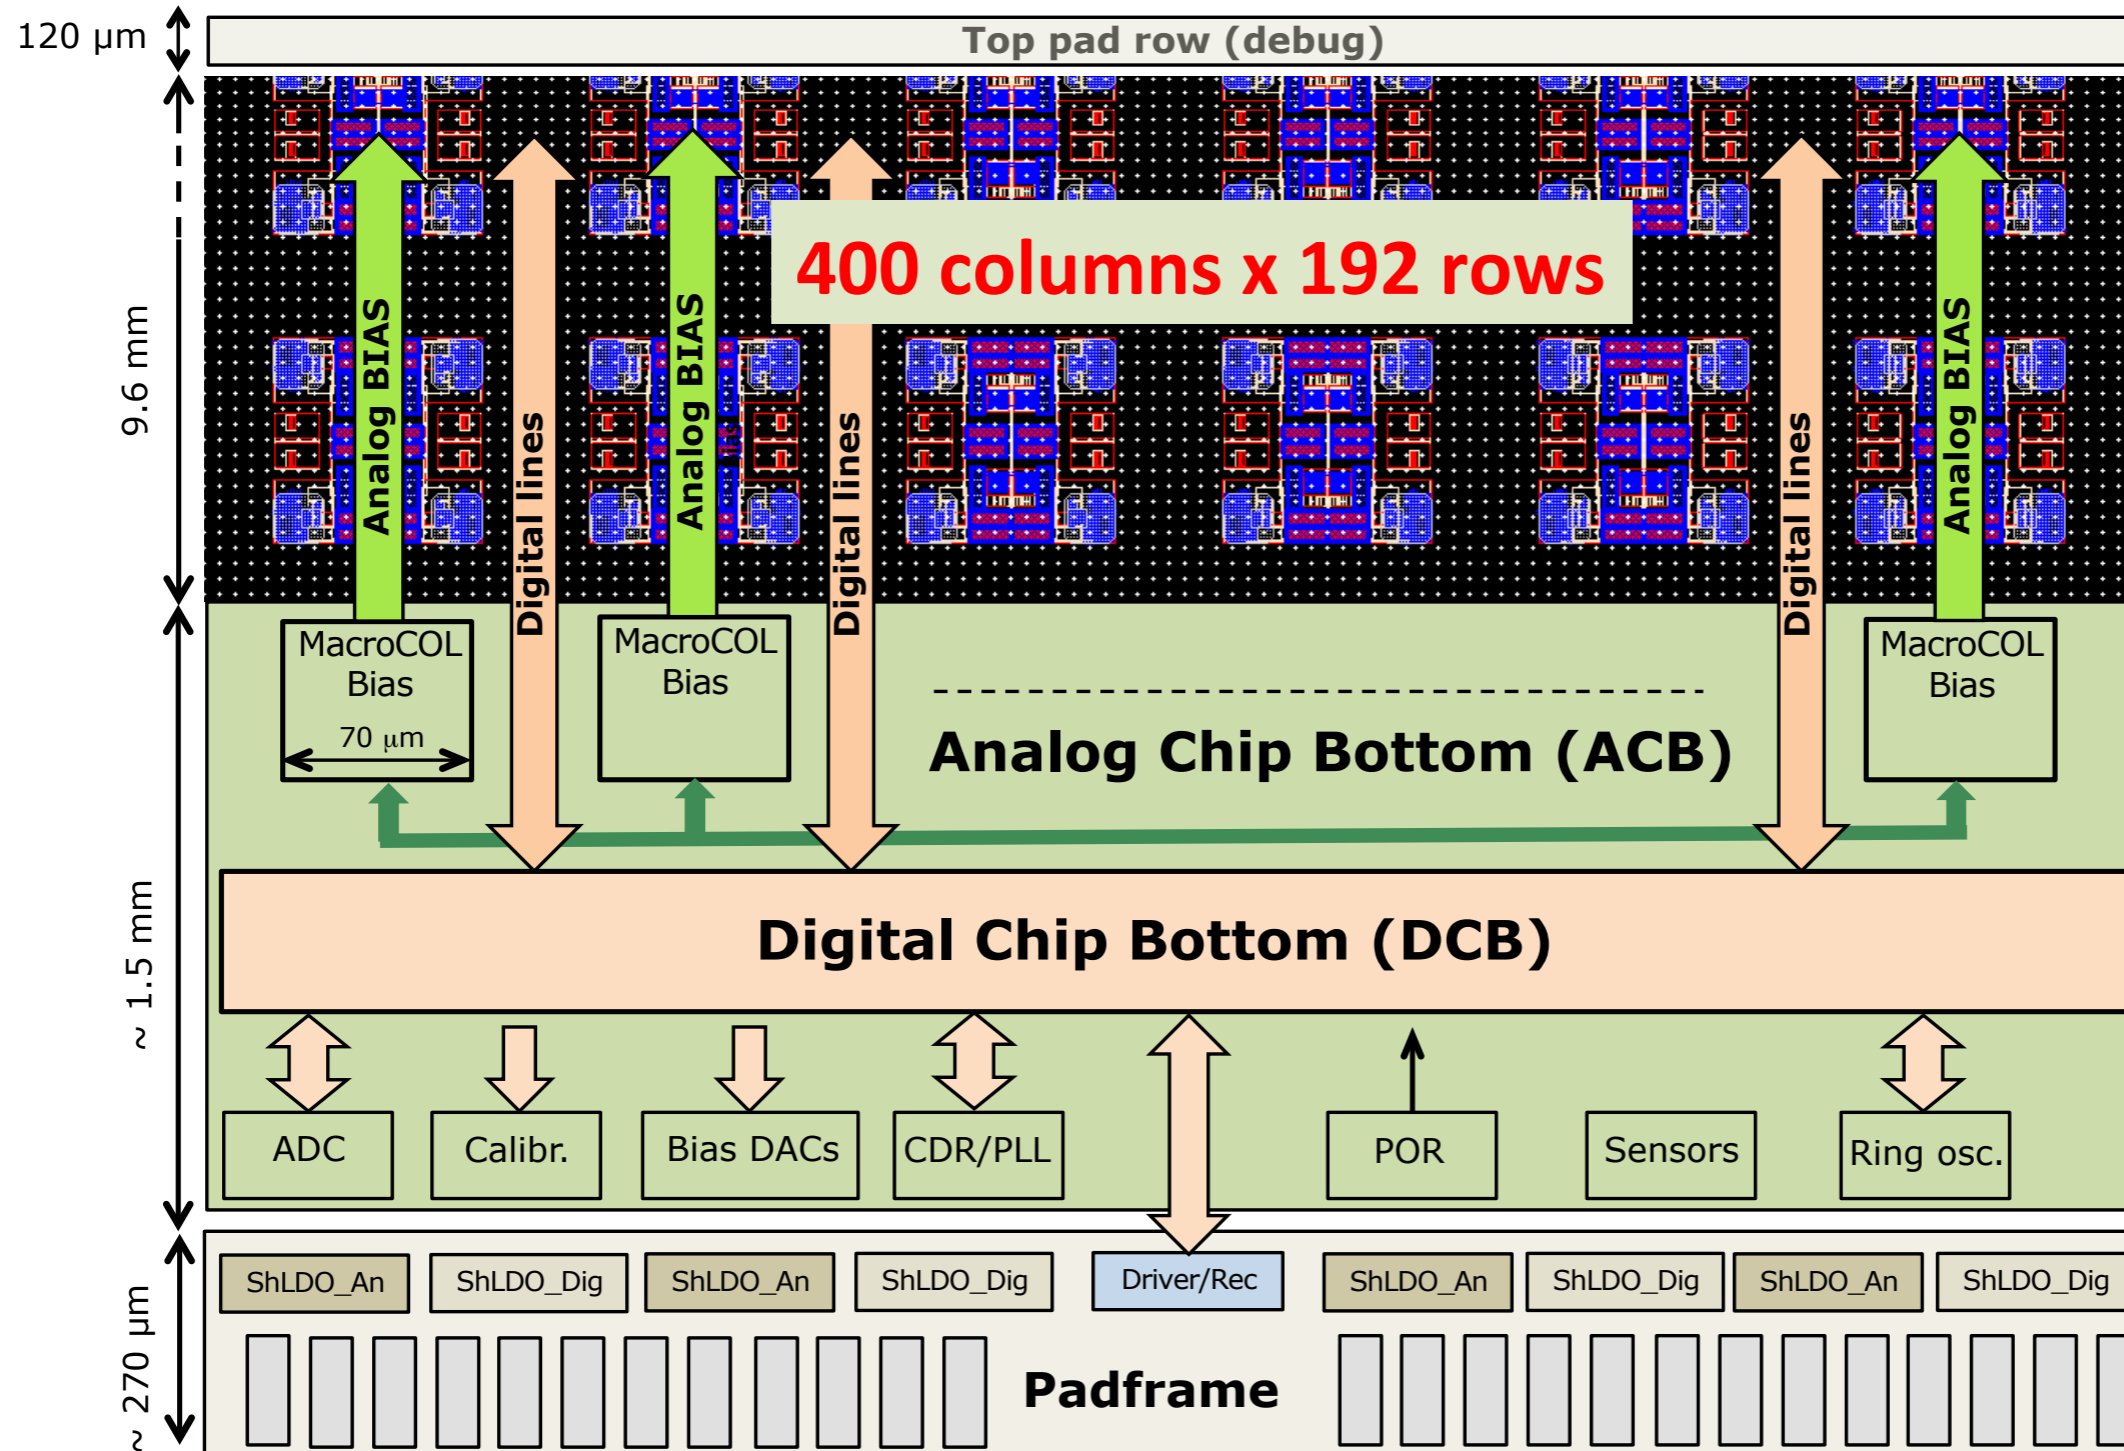 120 µm
Top pad row (debug)
400 columns x 192 rows
9.6 mm
Analog BIAS
Digital lines
Analog BIAS
Digital lines
Digital lines
Analog BIAS
MacroCOL
Bias
70 µm
MacroCOL
Bias
MacroCOL
Bias
Analog Chip Bottom (ACB)
~ 1.5 mm
Digital Chip Bottom (DCB)
ADC
Calibr.
Bias DACs
CDR/PLL
POR
Sensors
Ring osc.
~ 270 µm
ShLDO_An
ShLDO_Dig
ShLDO_An
ShLDO_Dig
Driver/Rec
ShLDO_An
ShLDO_Dig
ShLDO_An
ShLDO_Dig
Padframe